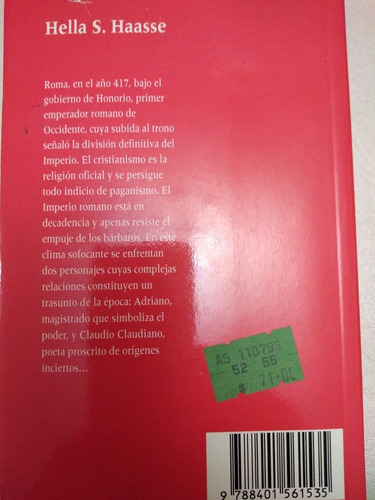 Hella S. Haasse
Roma, en el año 417, bajo el
gobierno de Honorio, primer
emperador romano de
Occidente, cuya subida al trono
señaló la división definitiva del
Imperio. El cristianismo es la
religión oficial y se persigue
todo indicio de paganismo. El
Imperio romano está en
decadencia y apenas resiste el
empuje de los bárbaros. En este
clima sofocante se enfrentan
dos personajes cuyas complejas
relaciones constituyen un
trasunto de la época: Adriano,
magistrado que simboliza el
poder, y Claudio Claudiano,
poeta proscrito de orígenes
inciertos...
A5 110799
52 55
$ 71.00
9 788401 561535